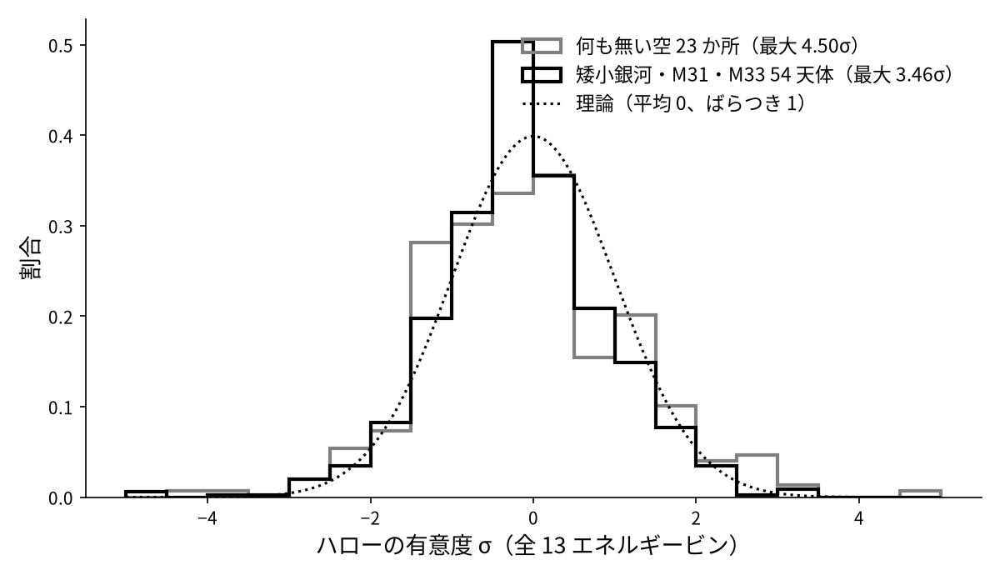 何も無い空 23 か所（最大 4.50σ）
矮小銀河・M31・M33 54 天体（最大 3.46σ）
理論（平均 0、ばらつき 1）
割合
0.5
0.4
0.3
0.2
0.1
0.0
−4 −2 0 2 4
ハローの有意度 σ（全 13 エネルギービン）